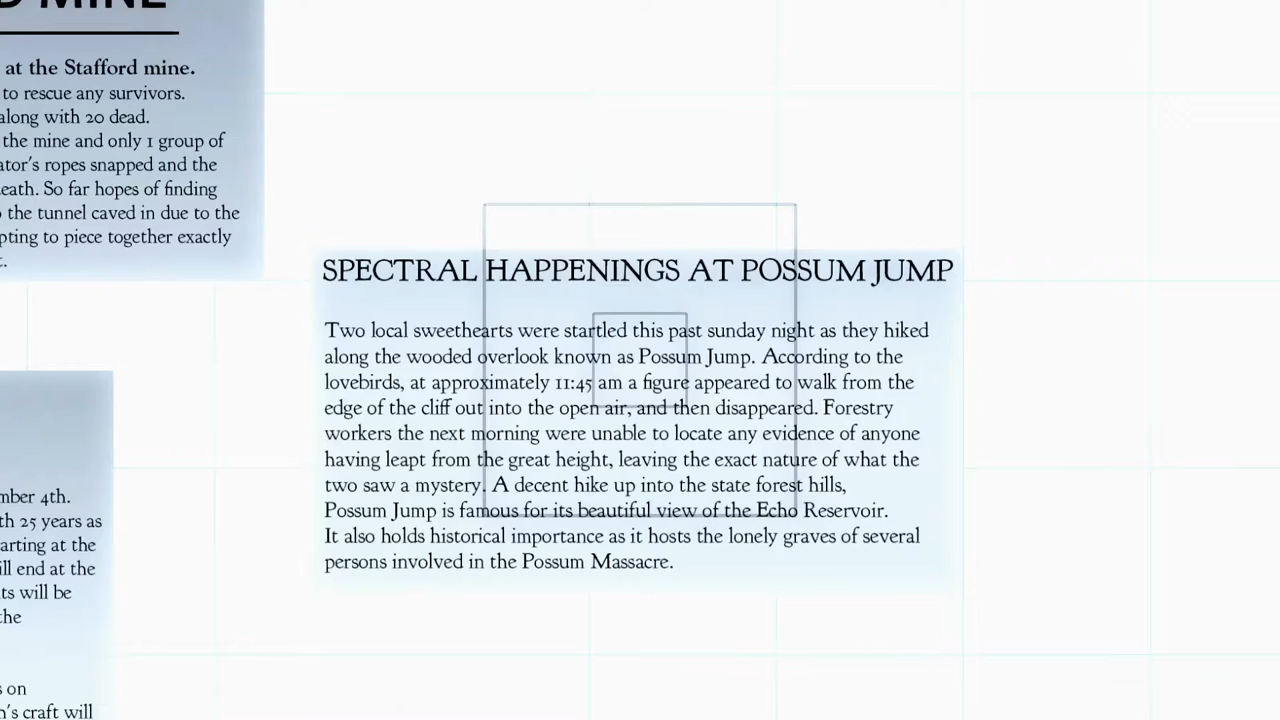 D MINE
at the Stafford mine.
to rescue any survivors.
along with 20 dead.
the mine and only 1 group of
ator's ropes snapped and the
eath. So far hopes of finding
the tunnel caved in due to the
pting to piece together exactly
SPECTRAL HAPPENINGS AT POSSUM JUMP
Two local sweethearts were startled this past sunday night as they hiked
along the wooded overlook known as Possum Jump. According to the
lovebirds, at approximately 11:45 am a figure appeared to walk from the
edge of the cliff out into the open air, and then disappeared. Forestry
workers the next morning were unable to locate any evidence of anyone
having leapt from the great height, leaving the exact nature of what the
two saw a mystery. A decent hike up into the state forest hills,
Possum Jump is famous for its beautiful view of the Echo Reservoir.
It also holds historical importance as it hosts the lonely graves of several
persons involved in the Possum Massacre.
mber 4th.
th 25 years as
arting at the
ill end at the
ts will be
the
s on
n's craft will